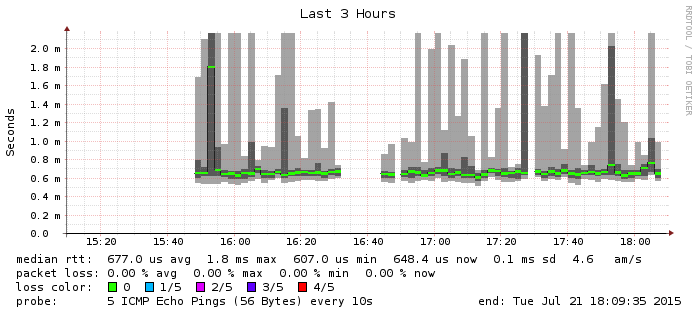 Last 3 Hours
RRDTOOL / TOBI OETIKER
Seconds
2.0 m
1.8 m
1.6 m
1.4 m
1.2 m
1.0 m
0.8 m
0.6 m
0.4 m
0.2 m
0.0
15:20 15:40 16:00 16:20 16:40 17:00 17:20 17:40 18:00
median rtt: 677.0 us avg 1.8 ms max 607.0 us min 648.4 us now 0.1 ms sd 4.6 am/s
packet loss: 0.00 % avg 0.00 % max 0.00 % min 0.00 % now
loss color: 0 1/5 2/5 3/5 4/5
probe: 5 ICMP Echo Pings (56 Bytes) every 10s end: Tue Jul 21 18:09:35 2015